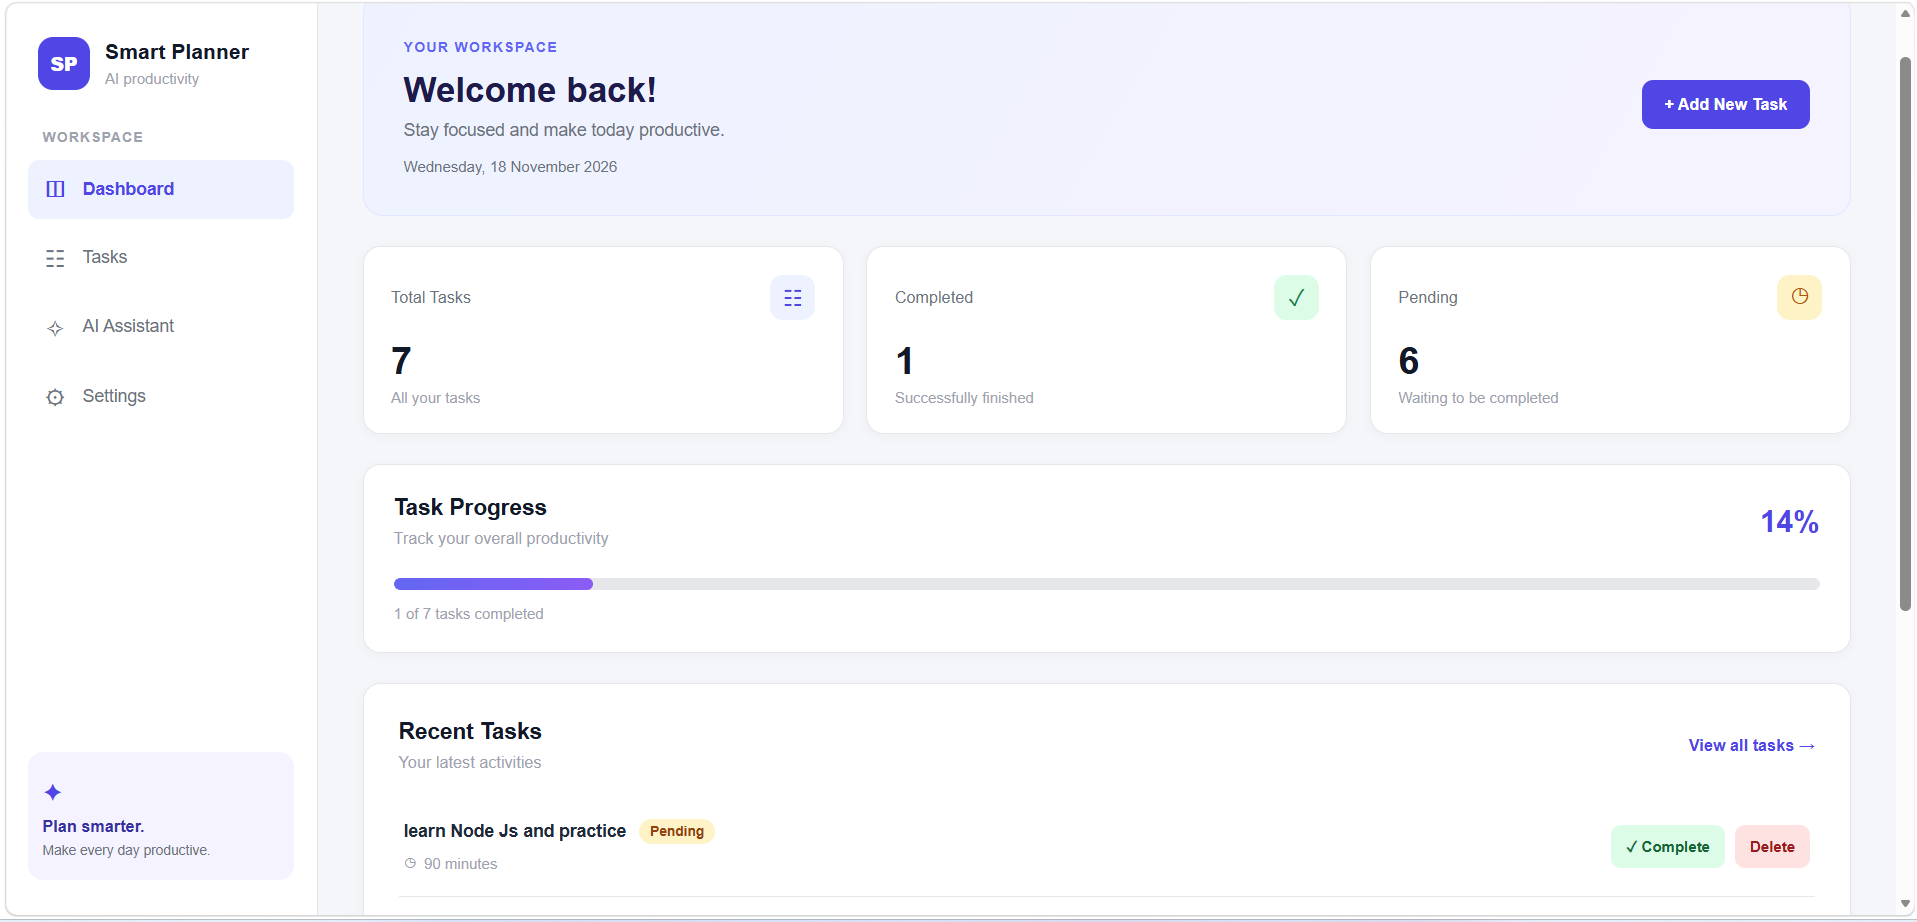 SP
Smart Planner
AI productivity
WORKSPACE
Dashboard
Tasks
AI Assistant
Settings
Plan smarter.
Make every day productive.
YOUR WORKSPACE
Welcome back!
Stay focused and make today productive.
Wednesday, 18 November 2026
+ Add New Task
Total Tasks
7
All your tasks
Completed
✓
1
Successfully finished
Pending
6
Waiting to be completed
Task Progress
Track your overall productivity
14%
1 of 7 tasks completed
Recent Tasks
Your latest activities
View all tasks →
learn Node Js and practice
Pending
90 minutes
✓ Complete
Delete